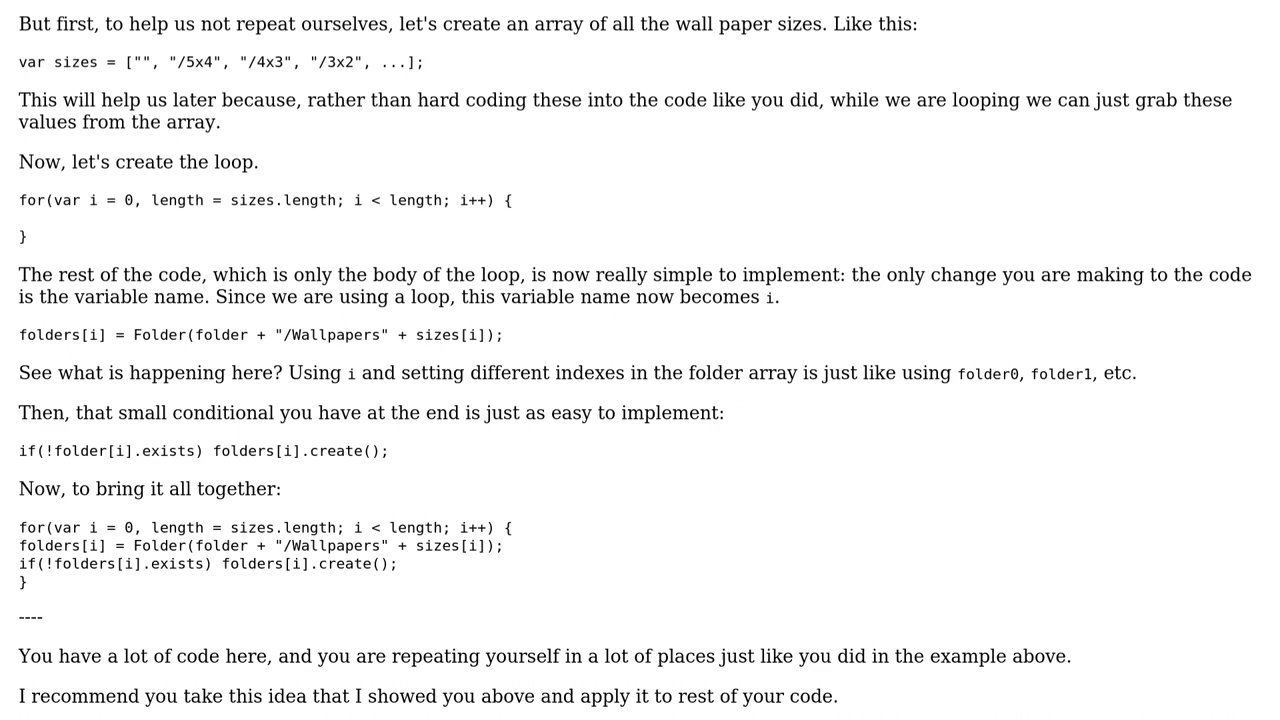 But first, to help us not repeat ourselves, let's create an array of all the wall paper sizes. Like this:
var sizes = ["", "/5x4", "/4x3", "/3x2", ...];
This will help us later because, rather than hard coding these into the code like you did, while we are looping we can just grab these
values from the array.
Now, let's create the loop.
for(var i = 0, length = sizes.length; i < length; i++) {
}
The rest of the code, which is only the body of the loop, is now really simple to implement: the only change you are making to the code
is the variable name. Since we are using a loop, this variable name now becomes i.
folders[i] = Folder(folder + "/Wallpapers" + sizes[i]);
See what is happening here? Using i and setting different indexes in the folder array is just like using folder0, folder1, etc.
Then, that small conditional you have at the end is just as easy to implement:
if(!folder[i].exists) folders[i].create();
Now, to bring it all together:
for(var i = 0, length = sizes.length; i < length; i++) {
folders[i] = Folder(folder + "/Wallpapers" + sizes[i]);
if(!folders[i].exists) folders[i].create();
}
----
You have a lot of code here, and you are repeating yourself in a lot of places just like you did in the example above.
I recommend you take this idea that I showed you above and apply it to rest of your code.